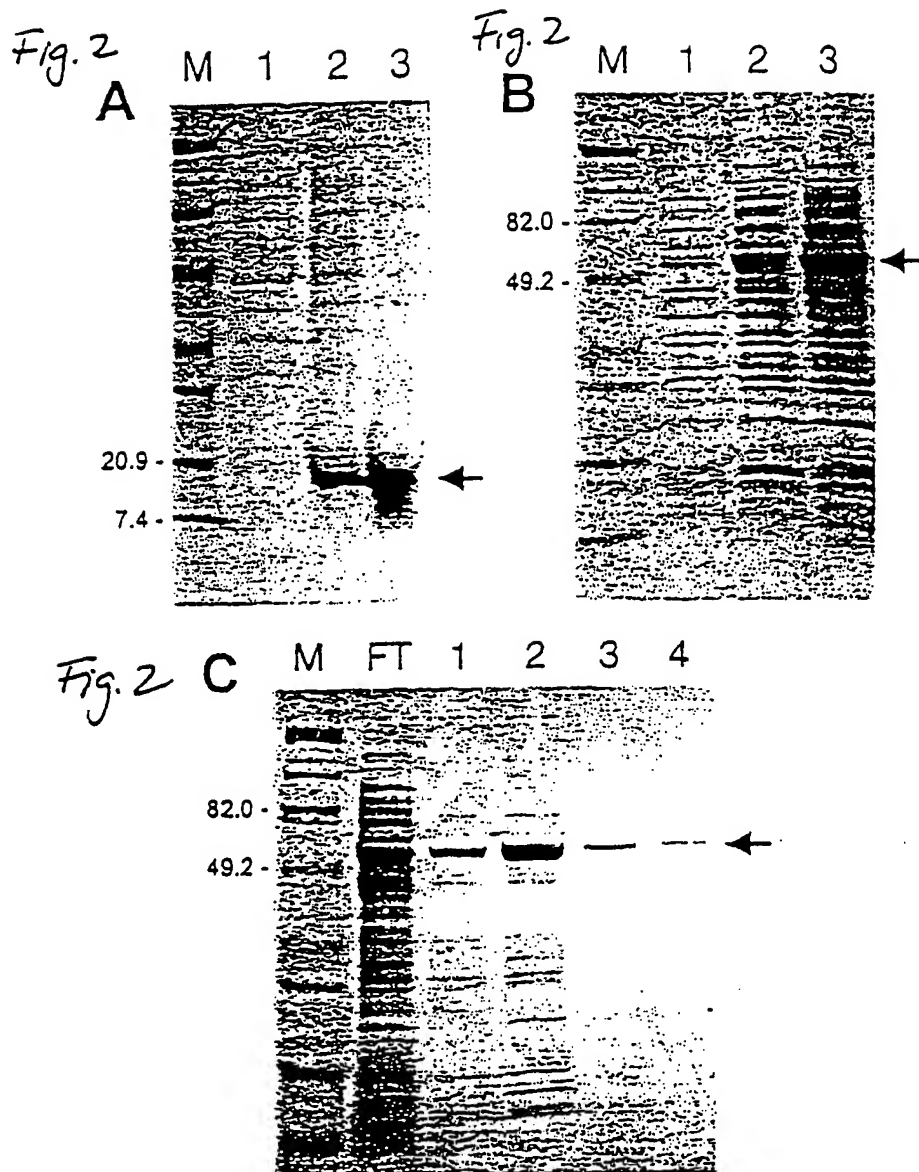 Fig. 2
A
M 1 2 3
20.9 -
7.4 -
Fig. 2
B
M 1 2 3
82.0 -
49.2 -
Fig. 2 C
M FT 1 2 3 4
82.0 -
49.2 -